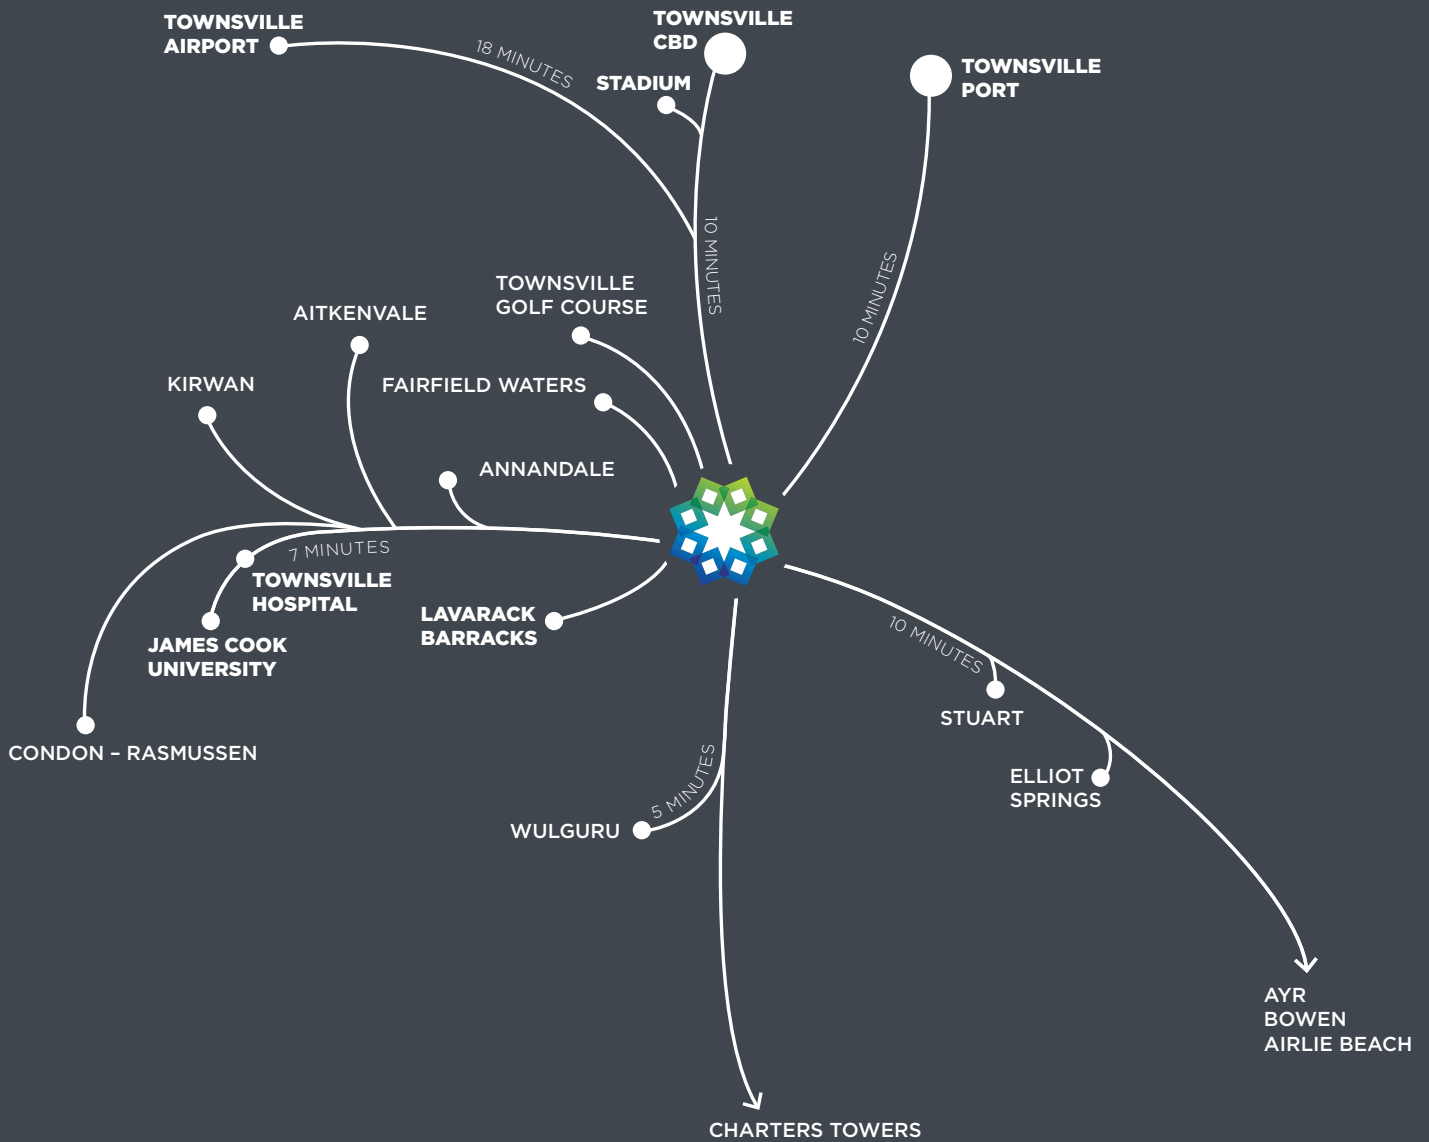 TOWNSVILLE
AIRPORT
18 MINUTES
TOWNSVILLE
CBD
STADIUM
TOWNSVILLE
PORT
10 MINUTES
10 MINUTES
TOWNSVILLE
GOLF COURSE
AITKENVALE
KIRWAN
FAIRFIELD WATERS
ANNANDALE
7 MINUTES
TOWNSVILLE
HOSPITAL
LAVARACK
BARRACKS
JAMES COOK
UNIVERSITY
CONDON – RASMUSSEN
10 MINUTES
STUART
ELLIOT
SPRINGS
5 MINUTES
WULGURU
AYR
BOWEN
AIRLIE BEACH
CHARTERS TOWERS